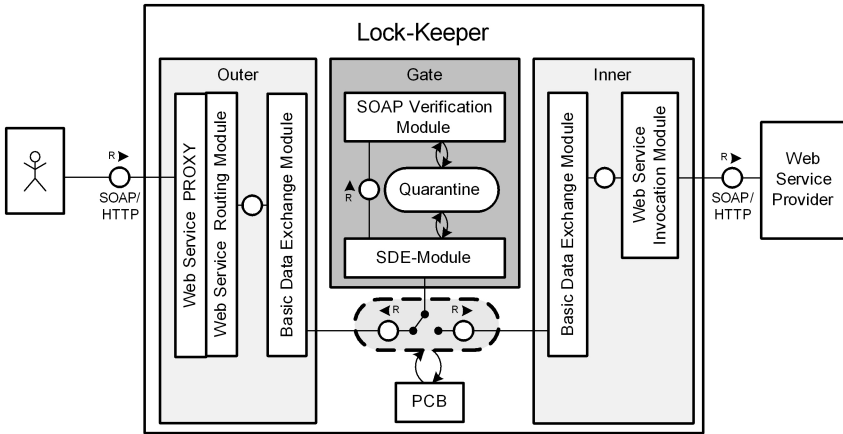 Lock-Keeper
Outer
Gate
Inner
R
SOAP/
HTTP
Web Service PROXY
Web Service Routing Module
Basic Data Exchange Module
SOAP Verification
Module
R
Quarantine
SDE-Module
R
R
PCB
Basic Data Exchange Module
Web Service
Invocation Module
R
SOAP/
HTTP
Web
Service
Provider